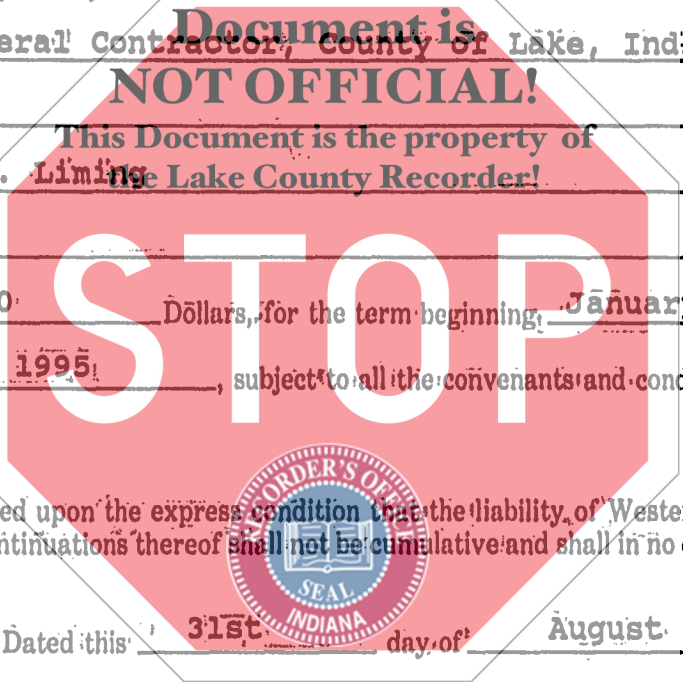 Document is
eral Contractor, County of Lake, Ind
NOT OFFICIAL!
This Document is the property of
. Liming
the Lake County Recorder!
STOP
0 Dollars, for the term beginning Januar
1995, subject to all the convenants and cond
RECORDER'S OFFICE
ed upon the express condition that the liability of Weste
ntinuations thereof shall not be cumulative and shall in no
SEAL
INDIANA
Dated this 31st day of August